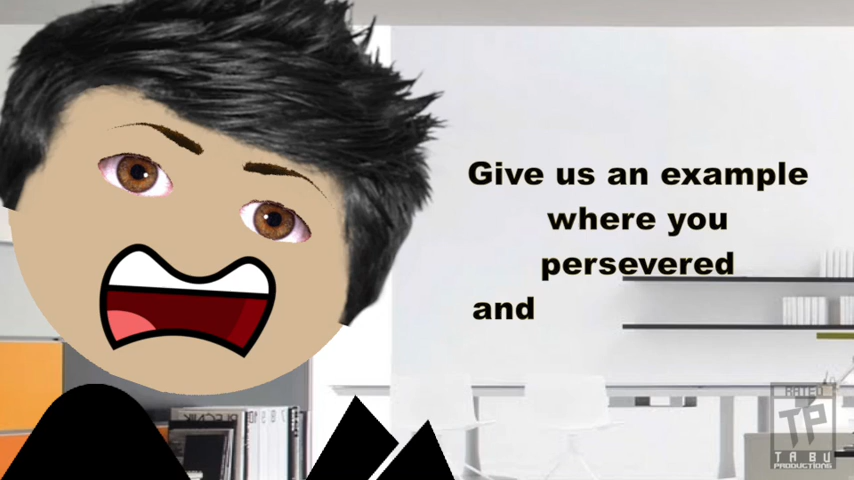 Give us an example
where you
persevered
and
RATED
TP
TABU
PRODUCTIONS